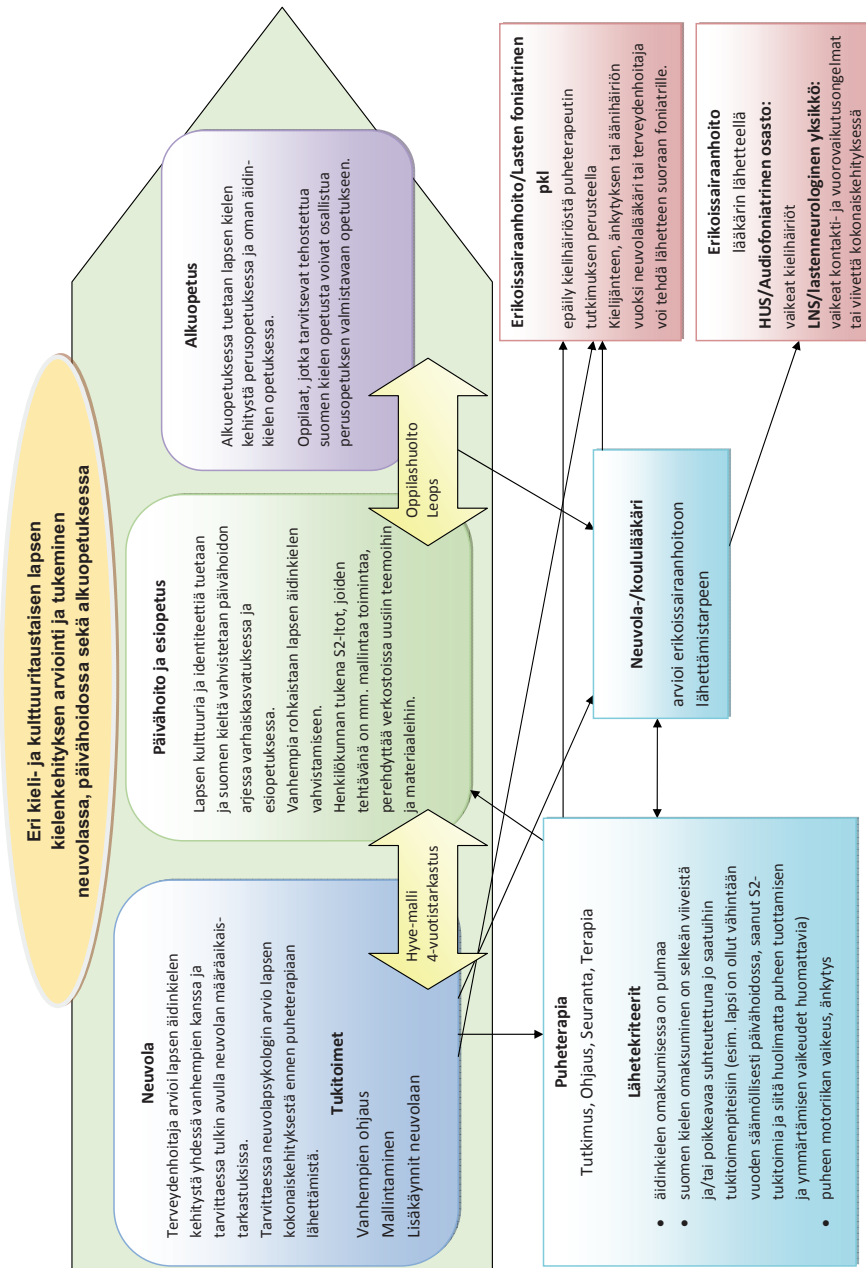 Eri kieli- ja kulttuuritaustaisen lapsen
kielenkehityksen arviointi ja tukeminen
neuvolassa, päivähoidossa sekä alkuopetuksessa
Neuvola
Terveydenhoitaja arvioi lapsen äidinkielen
kehitystä yhdessä vanhempien kanssa ja
tarvittaessa tulkin avulla neuvolan määräaikais-
tarkastuksissa.
Tarvittaessa neuvolapsykologin arvio lapsen
kokonaiskehityksestä ennen puheterapiaan
lähettämistä.
Tukitoimet
Vanhempien ohjaus
Mallintaminen
Lisäkäynnit neuvolaan
Hyve-malli
4-vuotistarkastus
Päivähoito ja esiopetus
Lapsen kulttuuria ja identiteettiä tuetaan
ja suomen kieltä vahvistetaan päivähoidon
arjessa varhaiskasvatuksessa ja
esiopetuksessa.
Vanhempia rohkaistaan lapsen äidinkielen
vahvistamiseen.
Henkilökunnan tukena S2-ltot, joiden
tehtävänä on mm. mallintaa toimintaa,
perehdyttää verkostoissa uusiin teemoihin
ja materiaaleihin.
Oppilashuolto
Leops
Alkuopetus
Alkuopetuksessa tuetaan lapsen kielen
kehitystä perusopetuksessa ja oman äidin-
kielen opetuksessa.
Oppilaat, jotka tarvitsevat tehostettua
suomen kielen opetusta voivat osallistua
perusopetuksen valmistavaan opetukseen.
Puheterapia
Tutkimus, Ohjaus, Seuranta, Terapia
Lähetekriteerit
• äidinkielen omaksumisessa on pulmaa
• suomen kielen omaksuminen on selkeän viiveistä
ja/tai poikkeavaa suhteutettuna jo saatuihin
tukitoimenpiteisiin (esim. lapsi on ollut vähintään
vuoden säännöllisesti päivähoidossa, saanut S2-
tukitoimia ja siitä huolimatta puheen tuottamisen
ja ymmärtämisen vaikeudet huomattavia)
• puheen motoriikan vaikeus, änkytys
Neuvola-/koululääkäri
arvioi erikoissairaanhoitoon
lähettämistarpeen
Erikoissairaanhoito/Lasten foniatrinen
pkl
epäily kielihäiriöstä puheterapeutin
tutkimuksen perusteella
Kielijänteen, änkytyksen tai äänihäiriön
vuoksi neuvolalääkäri tai terveydenhoitaja
voi tehdä lähetteen suoraan foniatrille.
Erikoissairaanhoito
lääkärin lähetteellä
HUS/Audiofoniatrinen osasto:
vaikeat kielihäiriöt
LNS/lastenneurologinen yksikkö:
vaikeat kontakti- ja vuorovaikutusongelmat
tai viivettä kokonaiskehityksessä